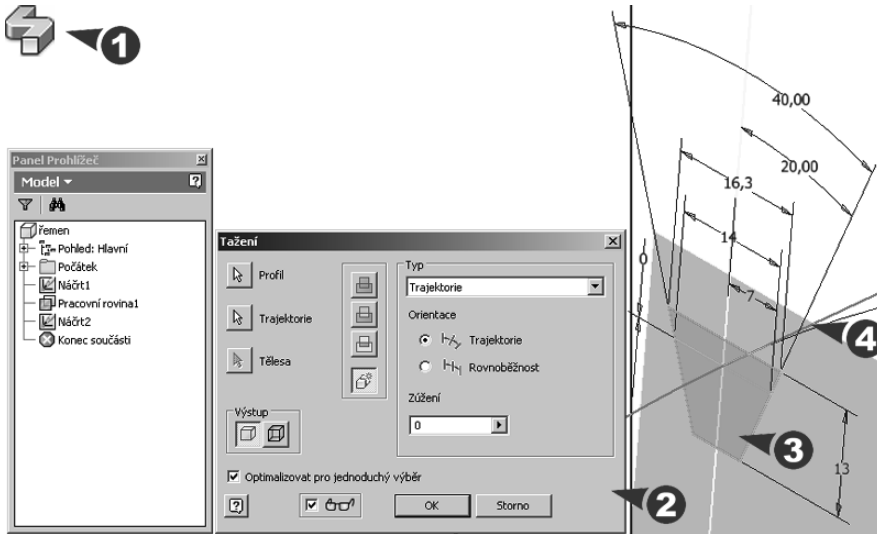 1
Panel Prohlížeč
Model
řemen
Pohled: Hlavní
Počátek
Náčrt1
Pracovní rovina1
Náčrt2
Konec součásti
Tažení
Profil
Trajektorie
Tělesa
Výstup
Typ
Trajektorie
Orientace
Trajektorie
Rovnoběžnost
Zúžení
0
Optimalizovat pro jednoduchý výběr
OK
Storno
2
40,00
20,00
16,3
14
0
7
4
3
13